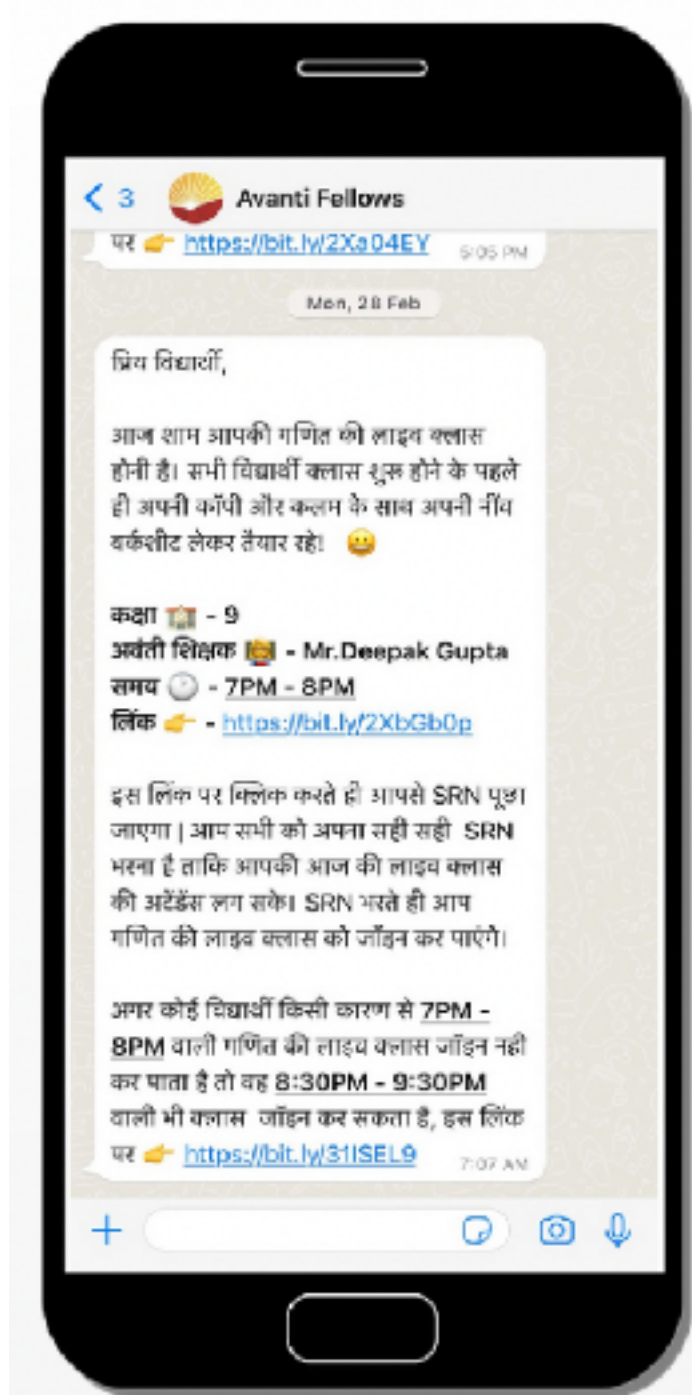 3 Avanti Fellows
पर 👉 https://bit.ly/2Xa04EY 5:05 PM
Mon, 28 Feb
प्रिय विद्यार्थी,
आज शाम आपकी गणित की लाइव क्लास
होनी है। सभी विद्यार्थी क्लास शुरू होने के पहले
ही अपनी कॉपी और कलम के साथ अपनी नींव
वर्कशीट लेकर तैयार रहे! 😀
कक्षा 🏫 - 9
अवंती शिक्षक 👩‍🏫 - Mr.Deepak Gupta
समय 🕐 - 7PM - 8PM
लिंक 👉 - https://bit.ly/2XbGb0p
इस लिंक पर क्लिक करते ही आपसे SRN पूछा
जाएगा | आप सभी को अपना सही सही SRN
भरना है ताकि आपकी आज की लाइव क्लास
की अटेंडेंस लग सके। SRN भरते ही आप
गणित की लाइव क्लास को जॉइन कर पाएंगे।
अगर कोई विद्यार्थी किसी कारण से 7PM -
8PM वाली गणित की लाइव क्लास जॉइन नही
कर पाता है तो वह 8:30PM - 9:30PM
वाली भी क्लास जॉइन कर सकता है, इस लिंक
पर 👉 https://bit.ly/31ISEL9 7:07 AM